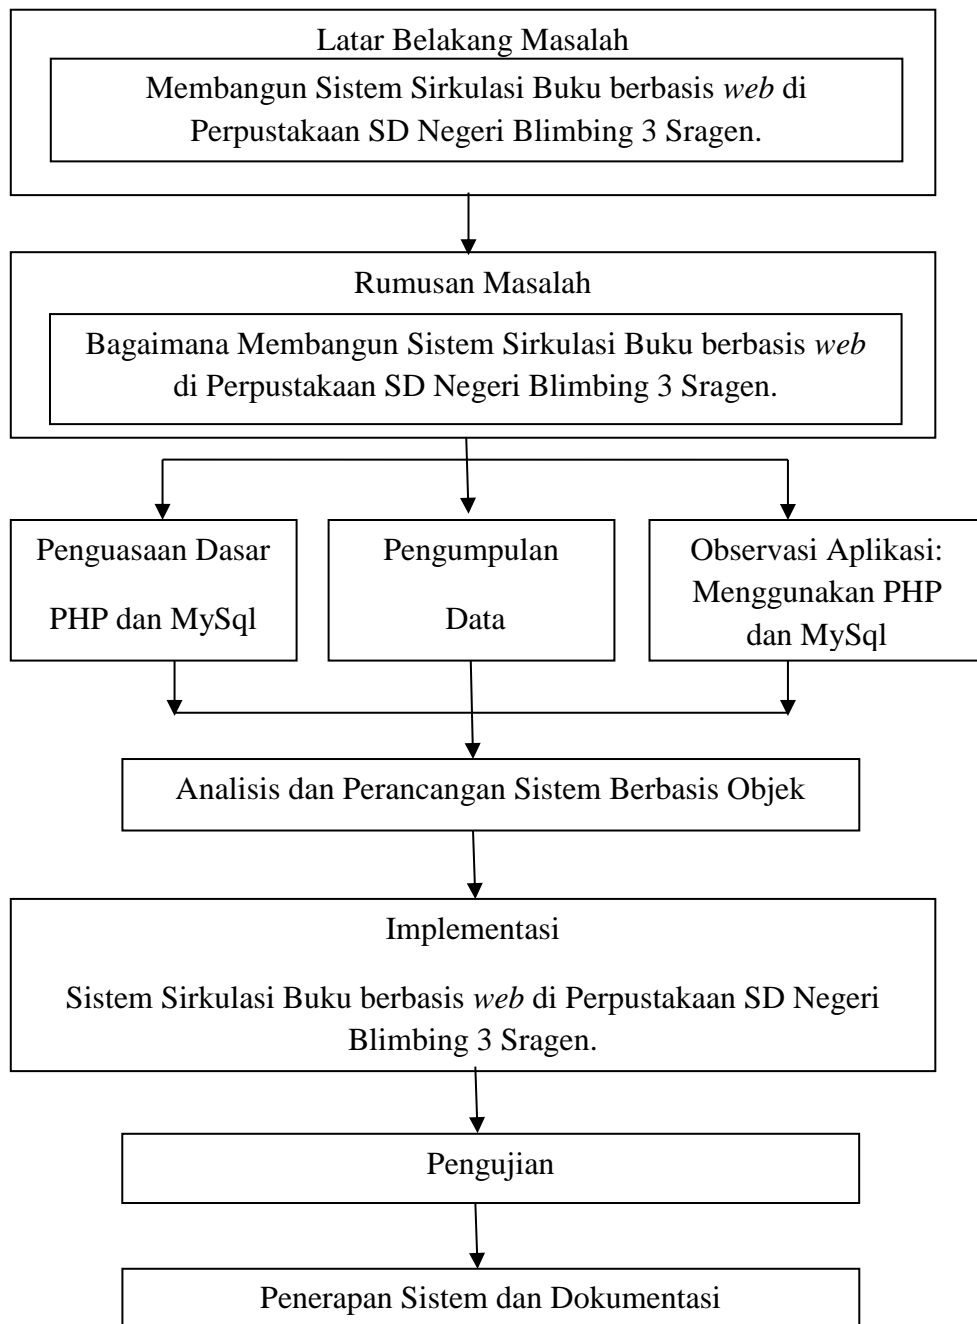 Latar Belakang Masalah
Membangun Sistem Sirkulasi Buku berbasis web di
Perpustakaan SD Negeri Blimbing 3 Sragen.
Rumusan Masalah
Bagaimana Membangun Sistem Sirkulasi Buku berbasis web
di Perpustakaan SD Negeri Blimbing 3 Sragen.
Penguasaan Dasar
PHP dan MySql
Pengumpulan
Data
Observasi Aplikasi:
Menggunakan PHP
dan MySql
Analisis dan Perancangan Sistem Berbasis Objek
Implementasi
Sistem Sirkulasi Buku berbasis web di Perpustakaan SD Negeri
Blimbing 3 Sragen.
Pengujian
Penerapan Sistem dan Dokumentasi